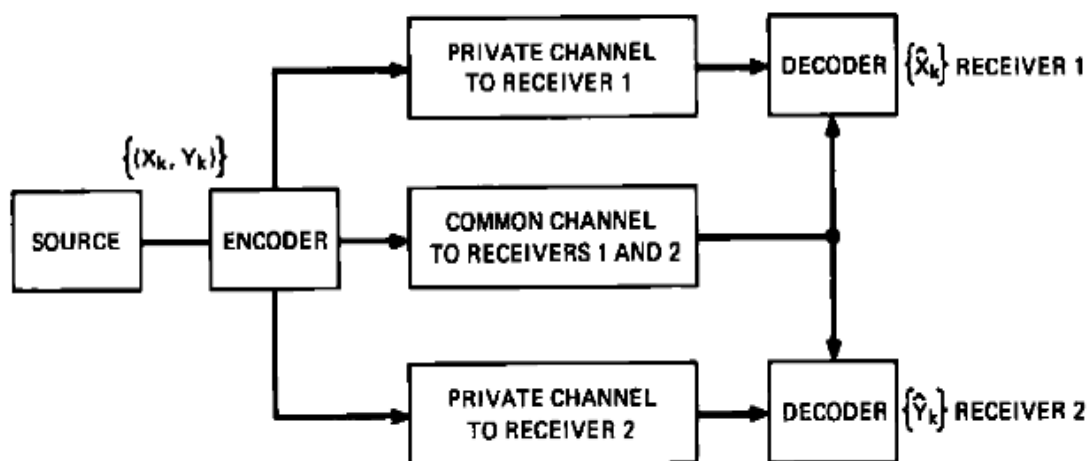 PRIVATE CHANNEL
TO RECEIVER 1
DECODER
{X̂k} RECEIVER 1
{(Xk, Yk)}
SOURCE
ENCODER
COMMON CHANNEL
TO RECEIVERS 1 AND 2
PRIVATE CHANNEL
TO RECEIVER 2
DECODER
{Ŷk} RECEIVER 2